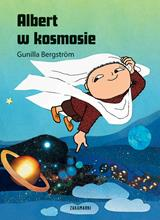 Albert
w kosmosie
Gunilla Bergström
ZAKAMARKI